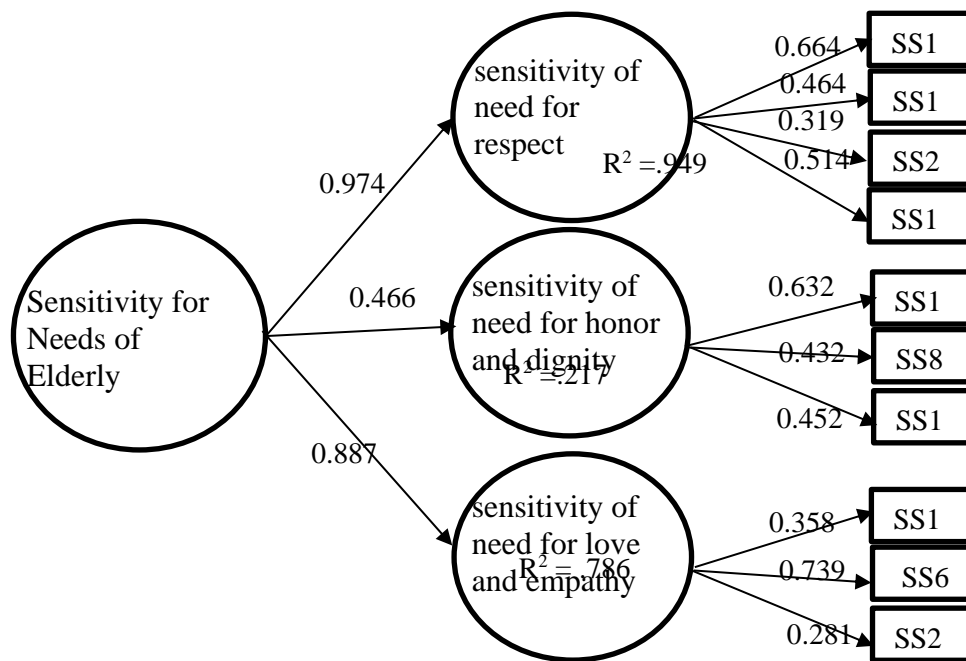 Sensitivity for
Needs of
Elderly
0.974
0.466
0.887
sensitivity of
need for
respect
R² =.949
0.664
0.464
0.319
0.514
SS1
SS1
SS2
SS1
sensitivity of
need for honor
and dignity
R² =.217
0.632
0.432
0.452
SS1
SS8
SS1
sensitivity of
need for love
and empathy
R² = .786
0.358
0.739
0.281
SS1
SS6
SS2